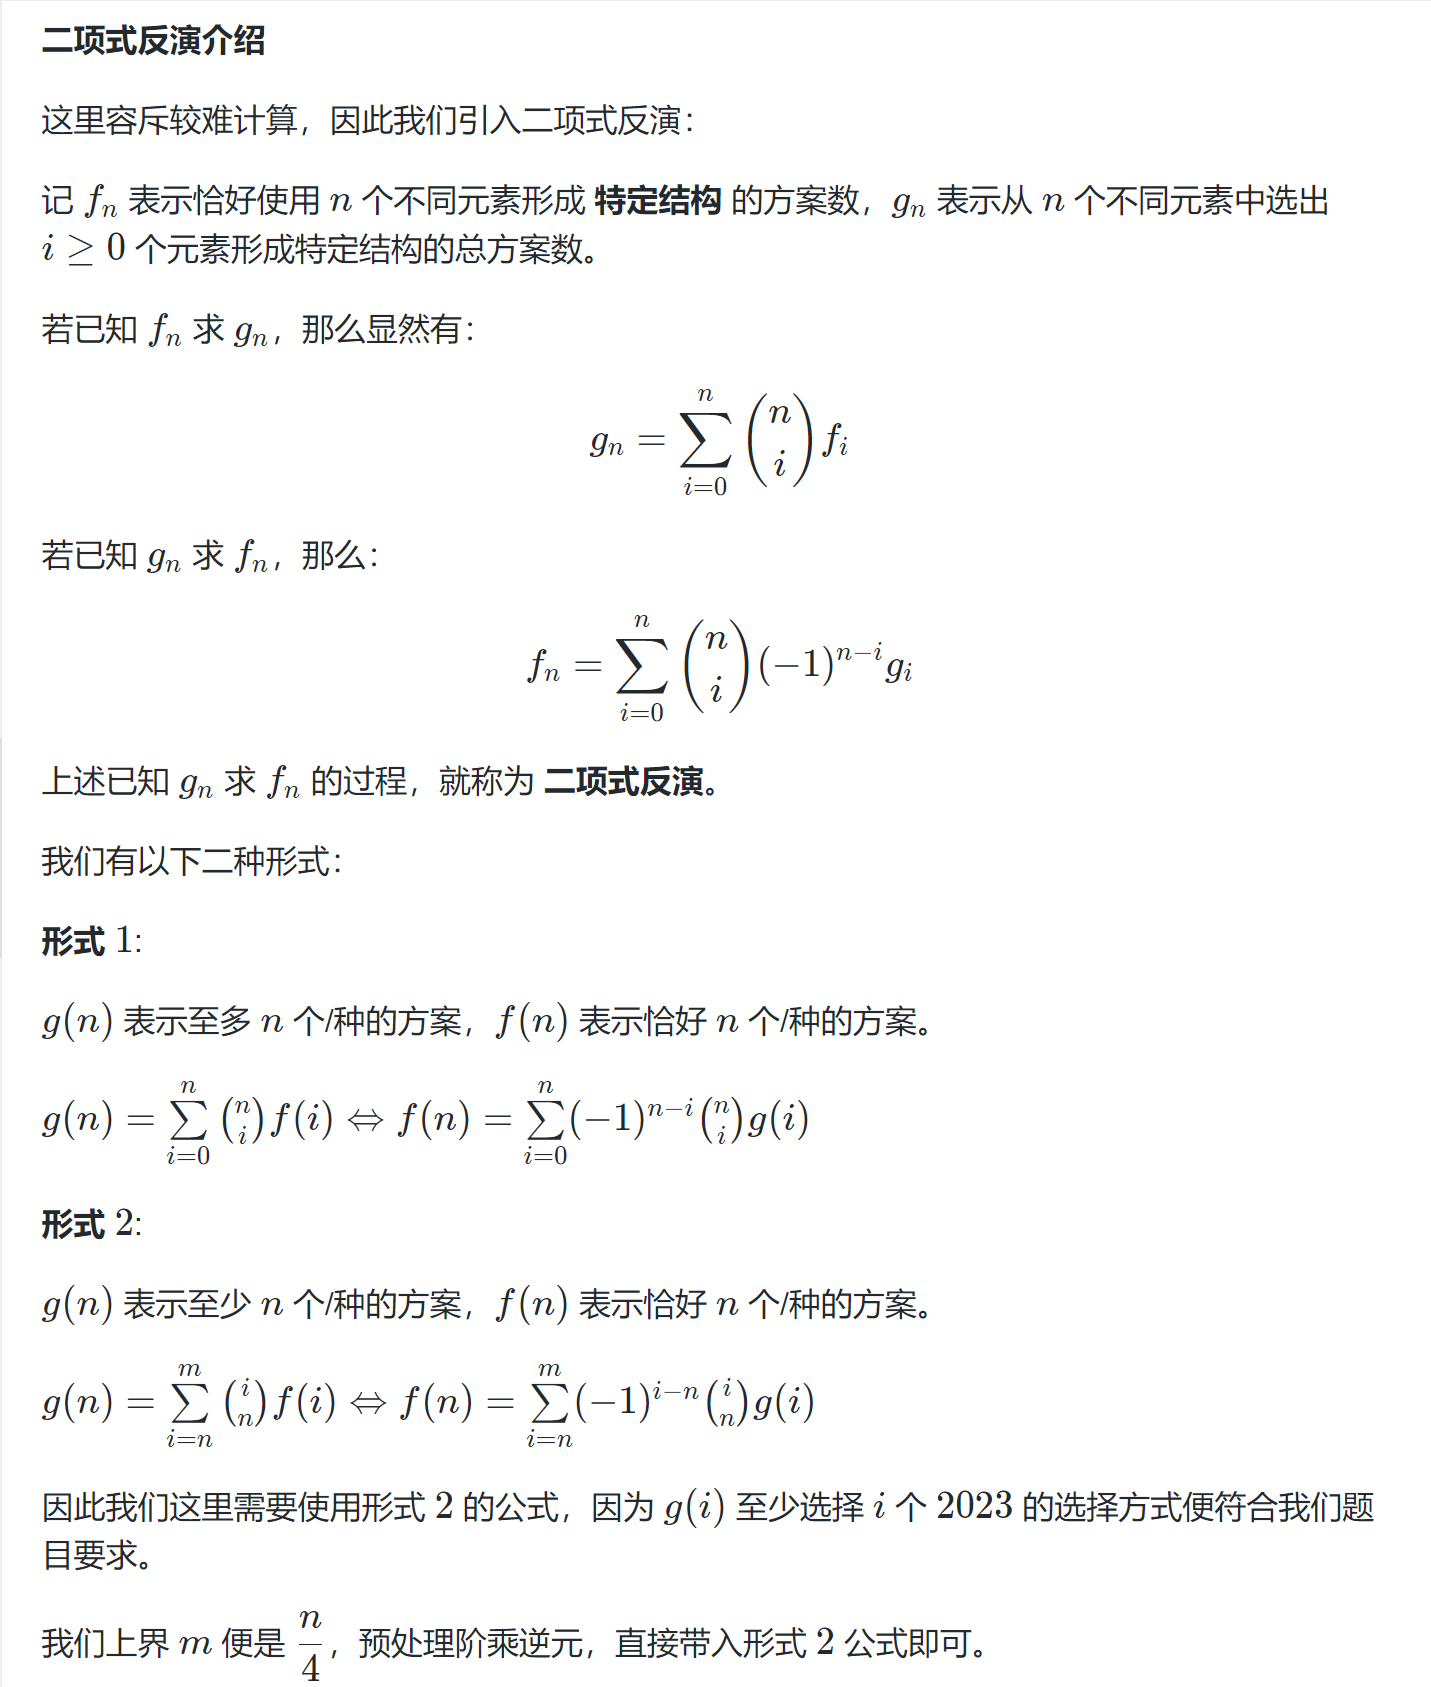 二项式反演介绍
这里容斥较难计算，因此我们引入二项式反演：
记 $f_n$ 表示恰好使用 $n$ 个不同元素形成 特定结构 的方案数，$g_n$ 表示从 $n$ 个不同元素中选出
$i \geq 0$ 个元素形成特定结构的总方案数。
若已知 $f_n$ 求 $g_n$，那么显然有：
$g_n = \sum_{i=0}^{n} \binom{n}{i} f_i$
若已知 $g_n$ 求 $f_n$，那么：
$f_n = \sum_{i=0}^{n} \binom{n}{i} (-1)^{n-i} g_i$
上述已知 $g_n$ 求 $f_n$ 的过程，就称为 二项式反演。
我们有以下二种形式：
形式 1:
$g(n)$ 表示至多 $n$ 个/种的方案，$f(n)$ 表示恰好 $n$ 个/种的方案。
$g(n) = \sum_{i=0}^{n} \binom{n}{i} f(i) \Leftrightarrow f(n) = \sum_{i=0}^{n} (-1)^{n-i} \binom{n}{i} g(i)$
形式 2:
$g(n)$ 表示至少 $n$ 个/种的方案，$f(n)$ 表示恰好 $n$ 个/种的方案。
$g(n) = \sum_{i=n}^{m} \binom{i}{n} f(i) \Leftrightarrow f(n) = \sum_{i=n}^{m} (-1)^{i-n} \binom{i}{n} g(i)$
因此我们这里需要使用形式 2 的公式，因为 $g(i)$ 至少选择 $i$ 个 2023 的选择方式便符合我们题
目要求。
我们上界 $m$ 便是 $\frac{n}{4}$，预处理阶乘逆元，直接带入形式 2 公式即可。